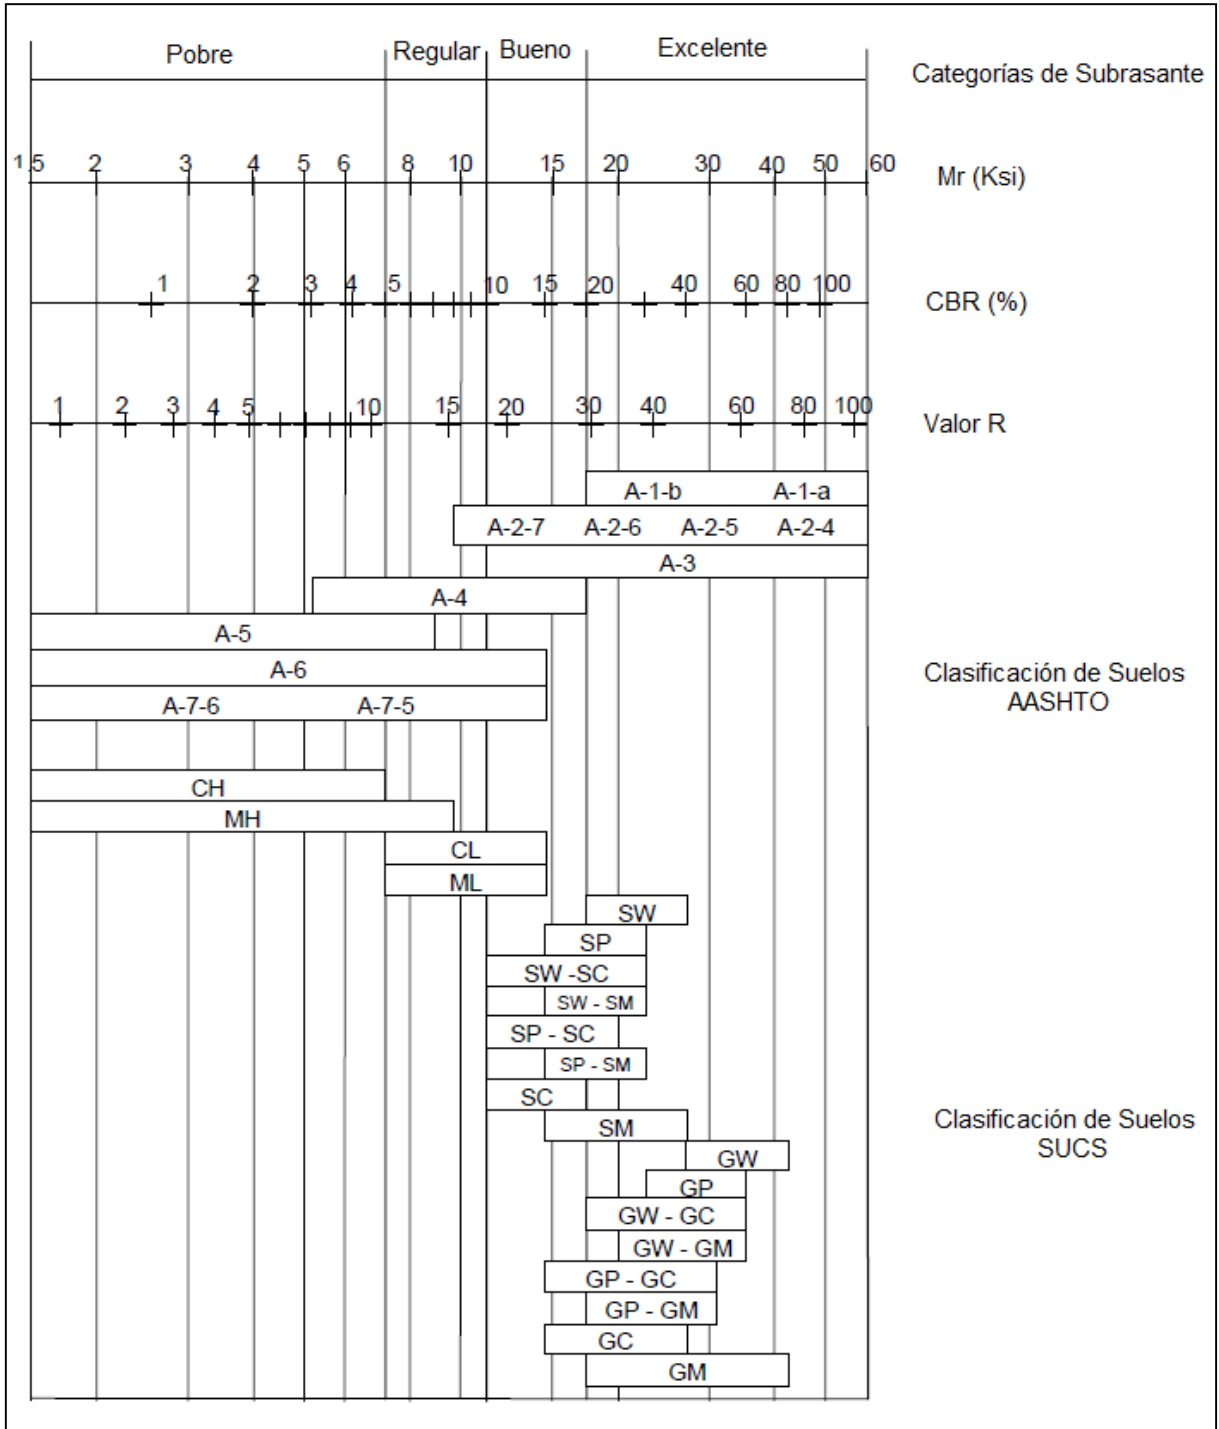 Pobre Regular Bueno Excelente
Categorías de Subrasante
1.5 2 3 4 5 6 8 10 15 20 30 40 50 60
Mr (Ksi)
1 2 3 4 5 10 15 20 40 60 80 100
CBR (%)
1 2 3 4 5 10 15 20 30 40 60 80 100
Valor R
A-1-b A-1-a
A-2-7 A-2-6 A-2-5 A-2-4
A-3
A-4
A-5
A-6
A-7-6 A-7-5
Clasificación de Suelos
AASHTO
CH
MH
CL
ML
SW
SP
SW -SC
SW - SM
SP - SC
SP - SM
SC
SM
GW
GP
GW - GC
GW - GM
GP - GC
GP - GM
GC
GM
Clasificación de Suelos
SUCS